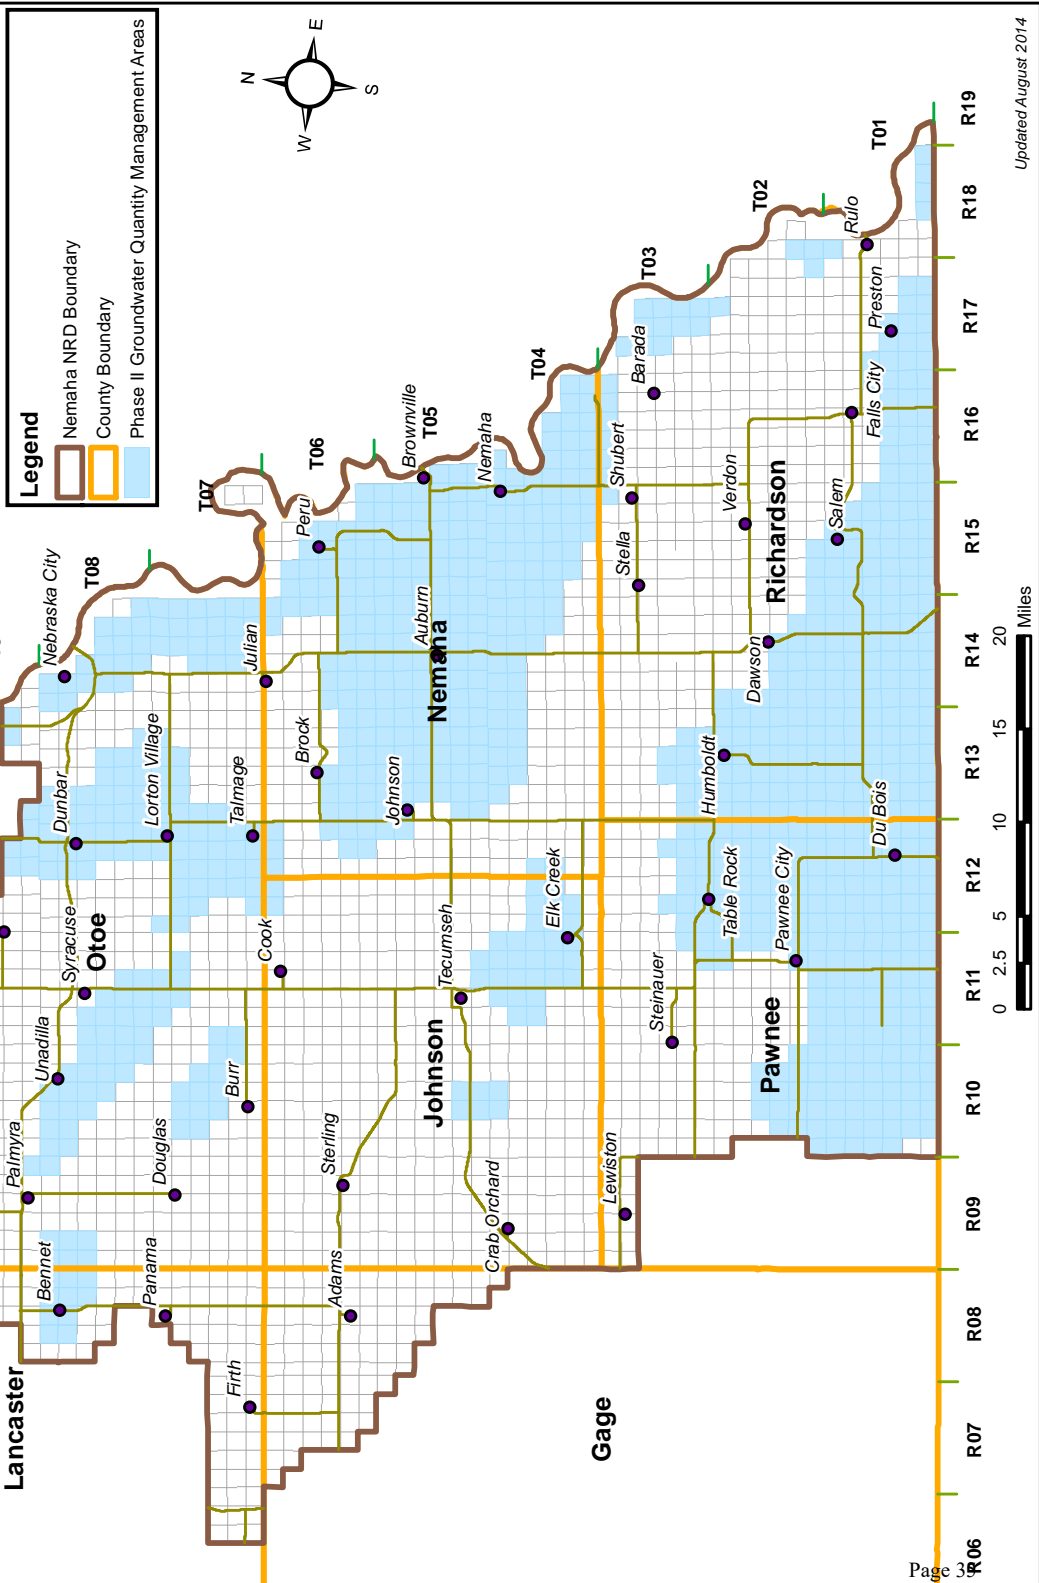 Legend
Nemaha NRD Boundary
County Boundary
Phase II Groundwater Quantity Management Areas
N
E
S
W
Lancaster
Bennet
Palmyra
Unadilla
Syracuse
Otoe
Dunbar
Nebraska City
T08
Panama
Douglas
Burr
Lorton Village
Talmage
Julian
T07
Firth
Cook
Brock
Peru
T06
Adams
Sterling
Johnson
Auburn
Nemaha
Brownville
T05
Crab Orchard
Johnson
Tecumseh
Elk Creek
Nemaha
T04
Gage
Lewiston
Steinauer
Stella
Shubert
Barada
T03
Pawnee
Table Rock
Humboldt
Dawson
Richardson
Verdon
T02
Pawnee City
Du Bois
Salem
Falls City
Preston
Rulo
T01
R06
R07
R08
R09
R10
R11
R12
R13
R14
R15
R16
R17
R18
R19
0
2.5
5
10
15
20
Miles
Updated August 2014
Page 35